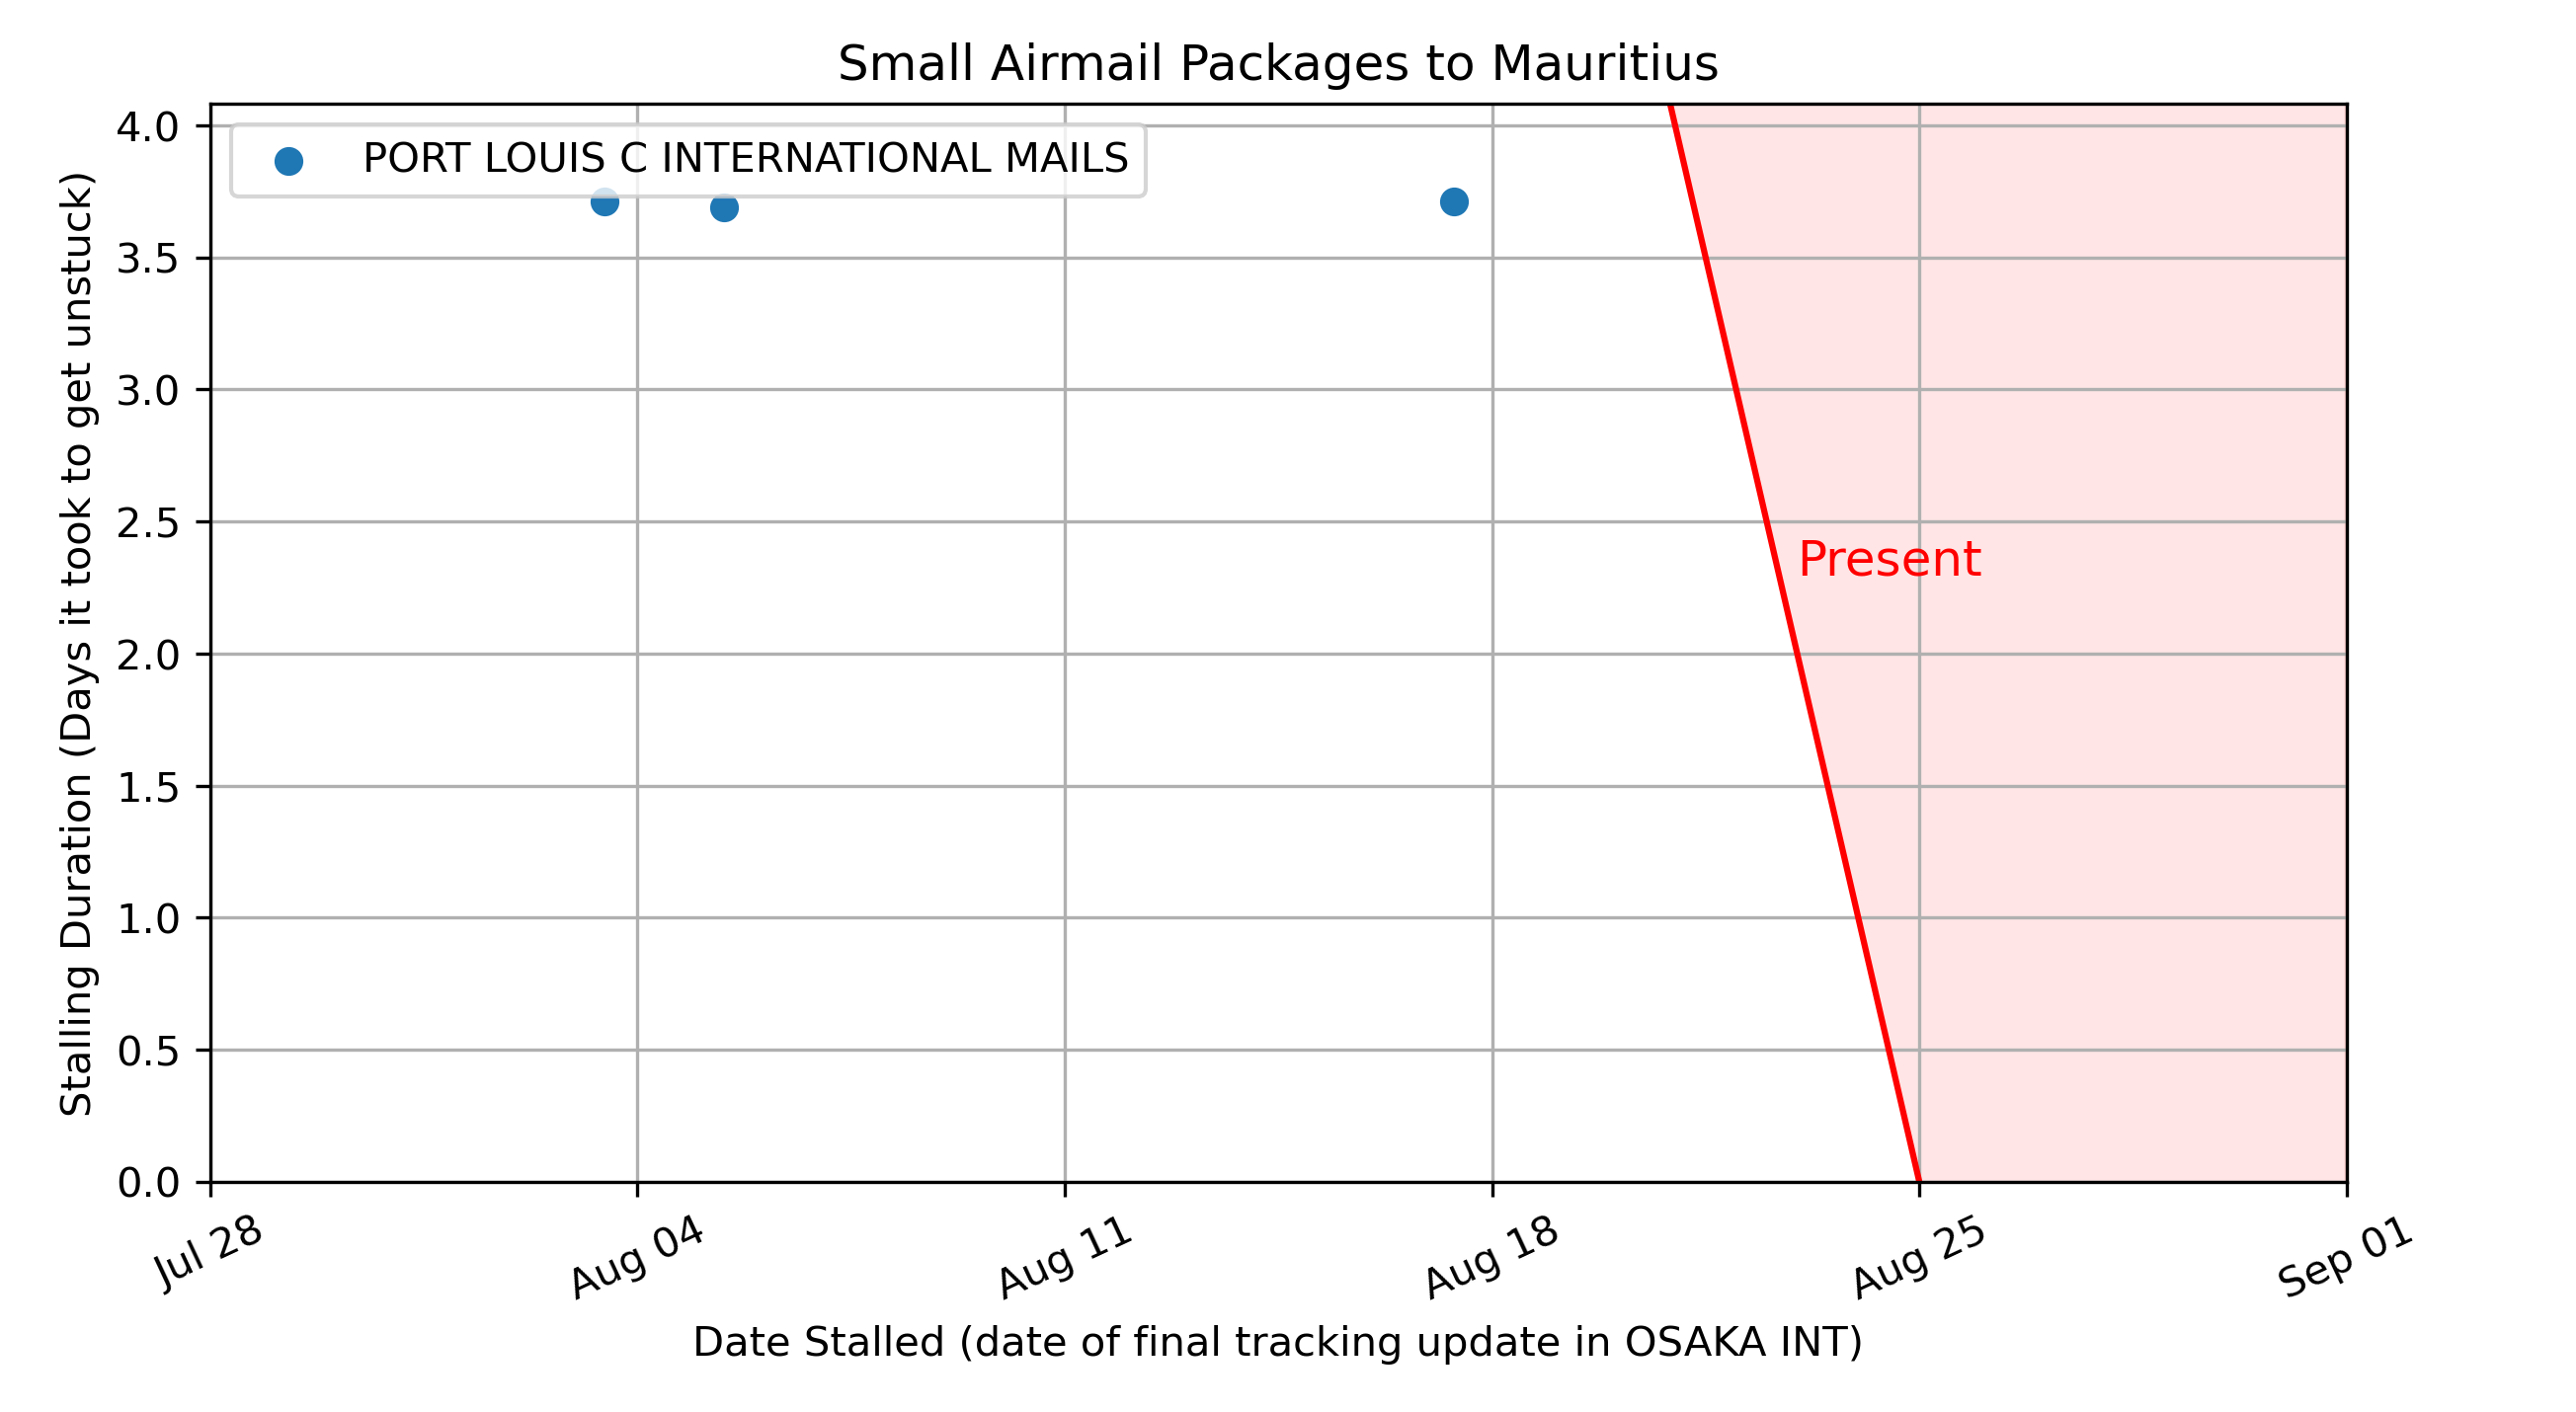 Small Airmail Packages to Mauritius
PORT LOUIS C INTERNATIONAL MAILS
Present
Stalling Duration (Days it took to get unstuck)
4.0
3.5
3.0
2.5
2.0
1.5
1.0
0.5
0.0
Jul 28
Aug 04
Aug 11
Aug 18
Aug 25
Sep 01
Date Stalled (date of final tracking update in OSAKA INT)